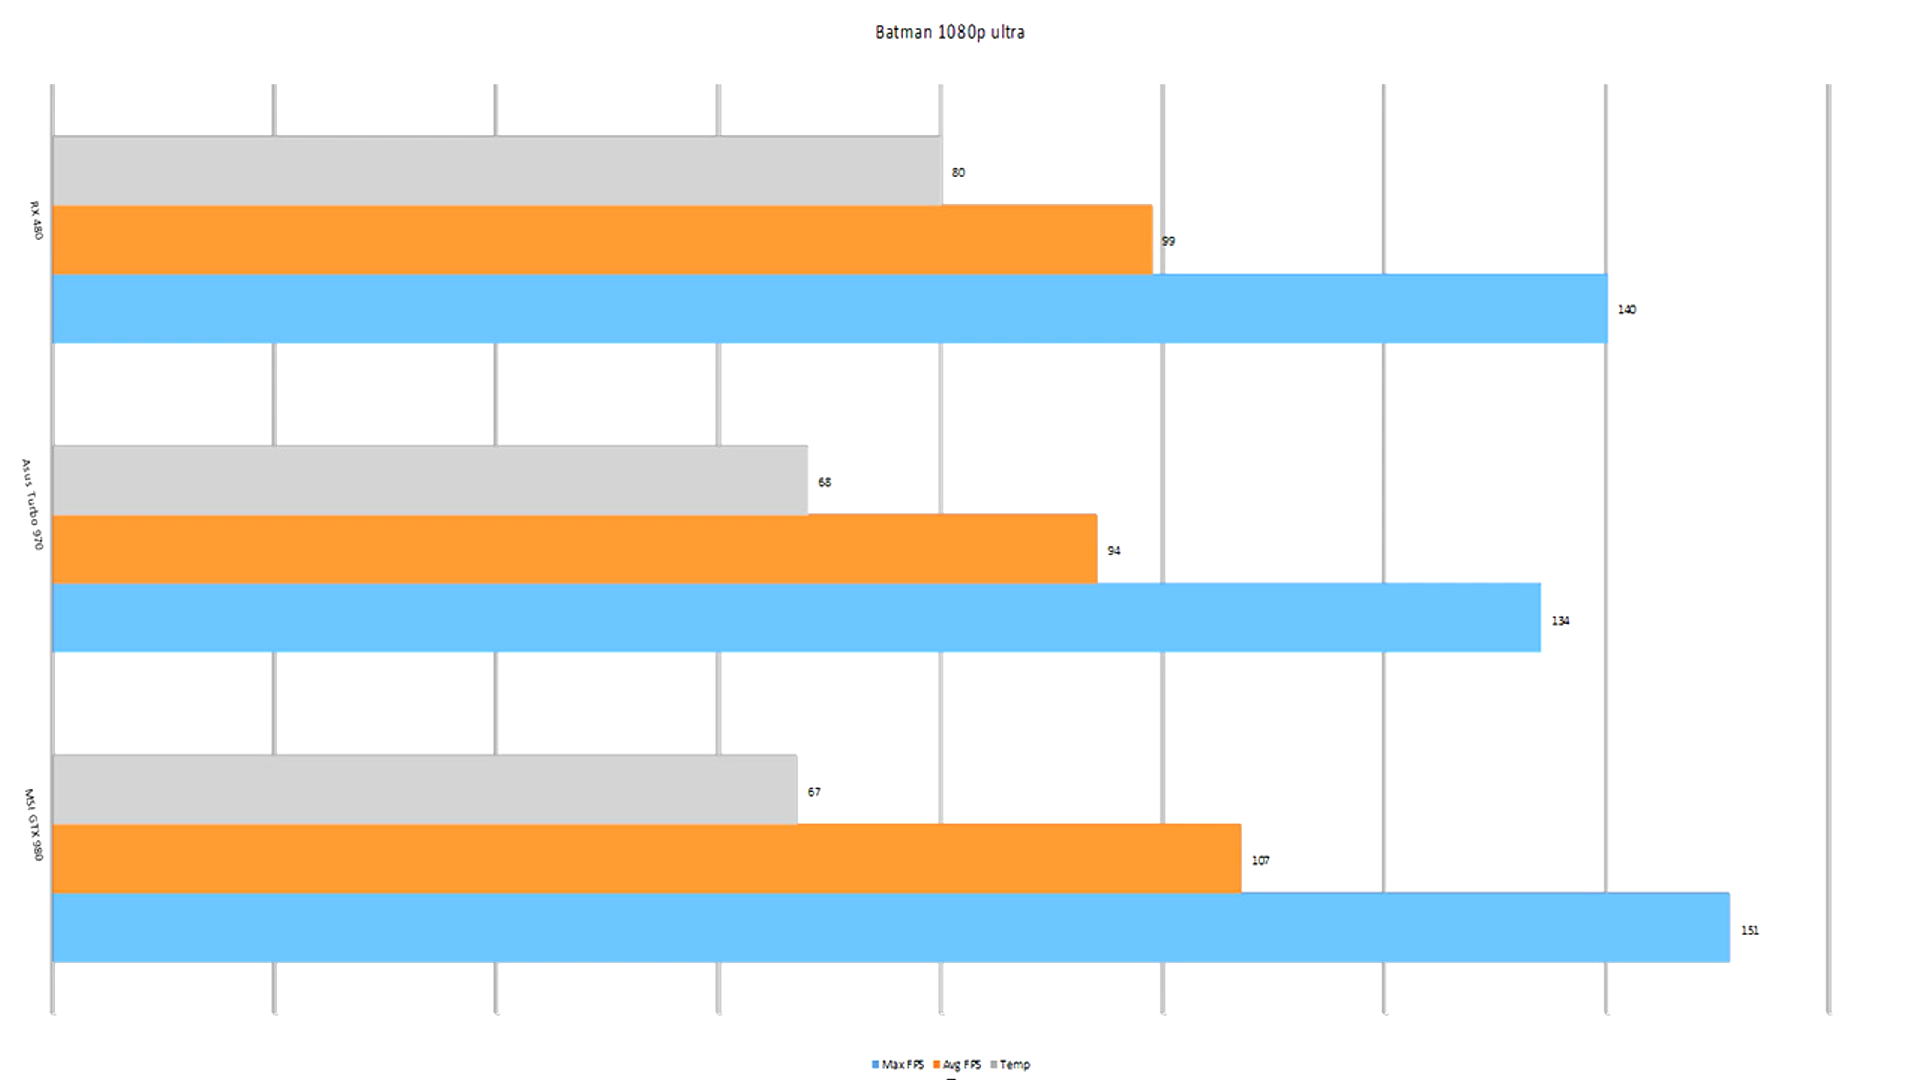 Batman 1080p ultra
RX 480
80
99
140
Asus Turbo 970
68
94
134
MSI GTX 980
67
107
151
Max FPS Avg FPS Temp